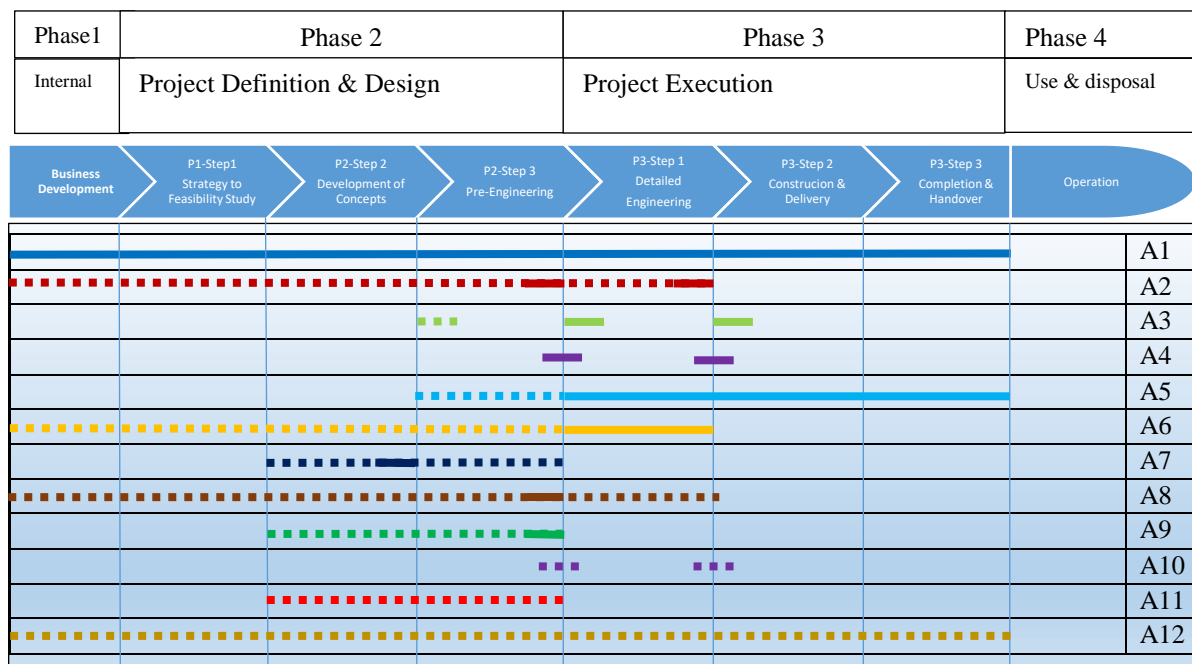 Phase1 Phase 2 Phase 3 Phase 4
Internal Project Definition & Design Project Execution Use & disposal
Business
Development
P1-Step1
Strategy to
Feasibility Study
P2-Step 2
Development of
Concepts
P2-Step 3
Pre-Engineering
P3-Step 1
Detailed
Engineering
P3-Step 2
Construcion &
Delivery
P3-Step 3
Completion &
Handover
Operation
A1
A2
A3
A4
A5
A6
A7
A8
A9
A10
A11
A12